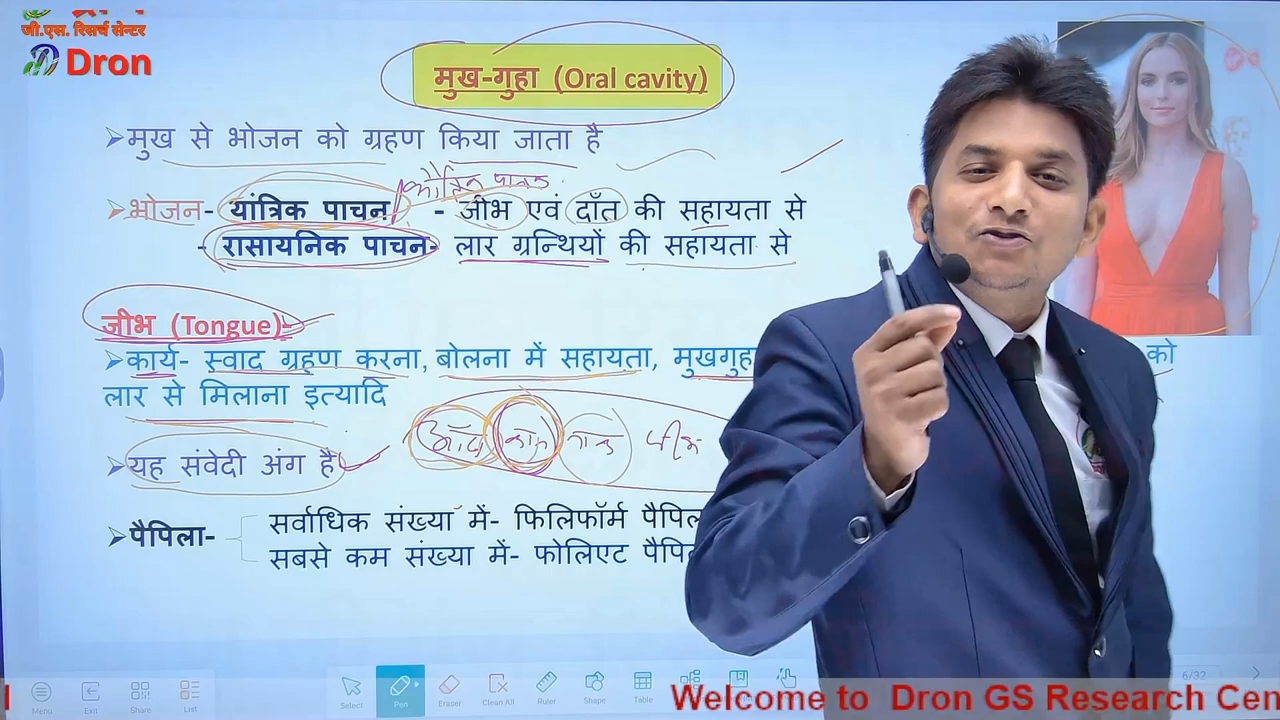 जी.एस. रिसर्च सेन्टर
Dron
मुख-गुहा (Oral cavity)
➢मुख से भोजन को ग्रहण किया जाता है
भौतिक पाचन
➢भोजन- यांत्रिक पाचन - जीभ एवं दाँत की सहायता से
- रासायनिक पाचन- लार ग्रन्थियों की सहायता से
जीभ (Tongue)-
➢कार्य- स्वाद ग्रहण करना, बोलना में सहायता, मुखगुह को
लार से मिलाना इत्यादि
आँख कान नाक जीभ
➢यह संवेदी अंग है
➢पैपिला-
सर्वाधिक संख्या में- फिलिफॉर्म पैपिल
सबसे कम संख्या में- फोलिएट
6/32
Menu Exit Share List Select Pen Eraser Clean All Ruler Shape Table
Welcome to Dron GS Research Cen